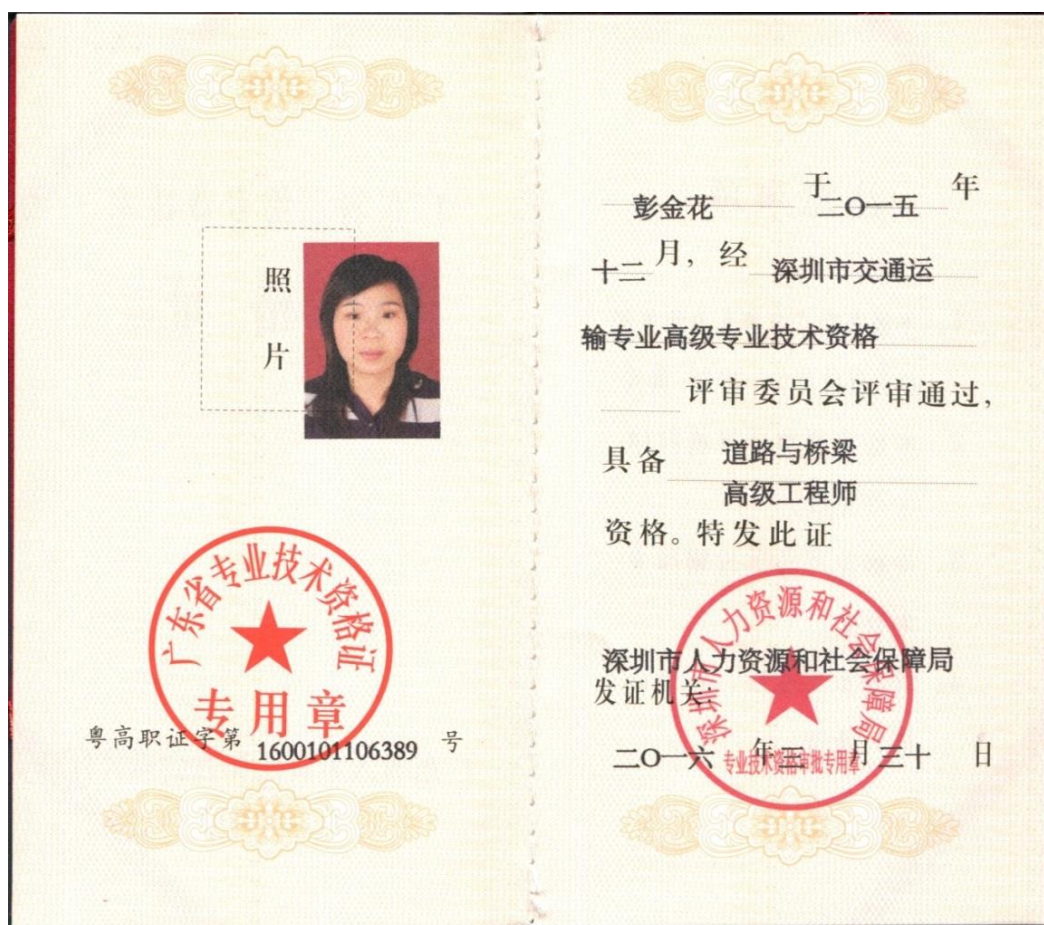 照
片
广东省专业技术资格证
专用章
粤高职证字第 1600101106389 号
彭金花 于 二O一五 年
十二 月，经 深圳市交通运
输专业高级专业技术资格
评审委员会评审通过，
具备 道路与桥梁
高级工程师
资格。特发此证
深圳市人力资源和社会保障局
深圳市人力资源和社会保障局
发证机关：
二O一六 年 三 月 三十 日
专业技术资格审批专用章